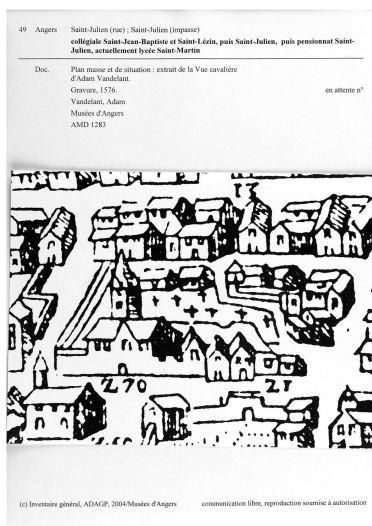 49 Angers Saint-Julien (rue) ; Saint-Julien (impasse)
collégiale Saint-Jean-Baptiste et Saint-Lézin, puis Saint-Julien, puis pensionnat Saint-
Julien, actuellement lycée Saint-Martin
Doc. Plan masse et de situation : extrait de la Vue cavalière
d'Adam Vandelant.
Gravure, 1576. en attente n°
Vandelant, Adam
Musées d'Angers
AMD 1283
13
270 21
(c) Inventaire général, ADAGP, 2004/Musées d'Angers communication libre, reproduction soumise à autorisation